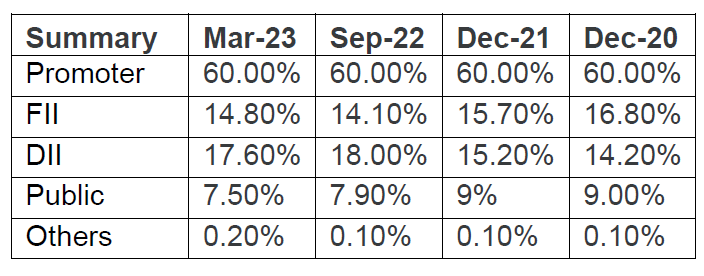 Summary Mar-23 Sep-22 Dec-21 Dec-20
Promoter 60.00% 60.00% 60.00% 60.00%
FII 14.80% 14.10% 15.70% 16.80%
DII 17.60% 18.00% 15.20% 14.20%
Public 7.50% 7.90% 9% 9.00%
Others 0.20% 0.10% 0.10% 0.10%